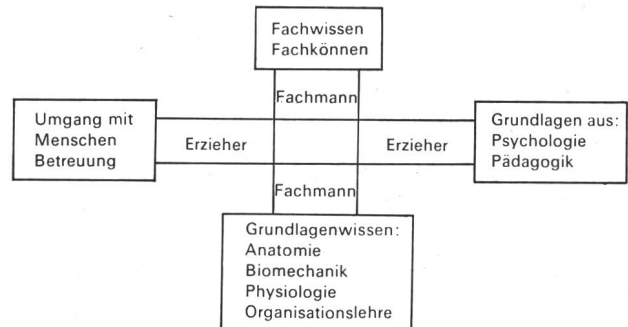 Fachwissen
Fachkönnen
Fachmann
Umgang mit
Menschen
Betreuung
Erzieher
Erzieher
Grundlagen aus:
Psychologie
Pädagogik
Fachmann
Grundlagenwissen:
Anatomie
Biomechanik
Physiologie
Organisationslehre